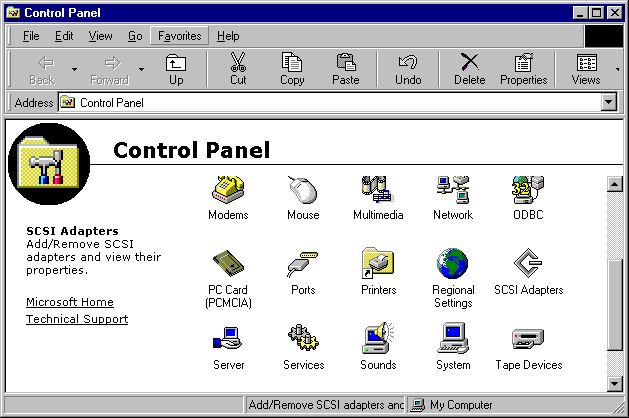 Control Panel
File Edit View Go Favorites Help
Back Forward Up Cut Copy Paste Undo Delete Properties Views
Address Control Panel
Control Panel
Modems Mouse Multimedia Network ODBC
32
SCSI Adapters
Add/Remove SCSI
adapters and view their
properties.
Microsoft Home
Technical Support
PC Card Ports Printers Regional SCSI Adapters
(PCMCIA) Settings
Server Services Sounds System Tape Devices
Add/Remove SCSI adapters and My Computer